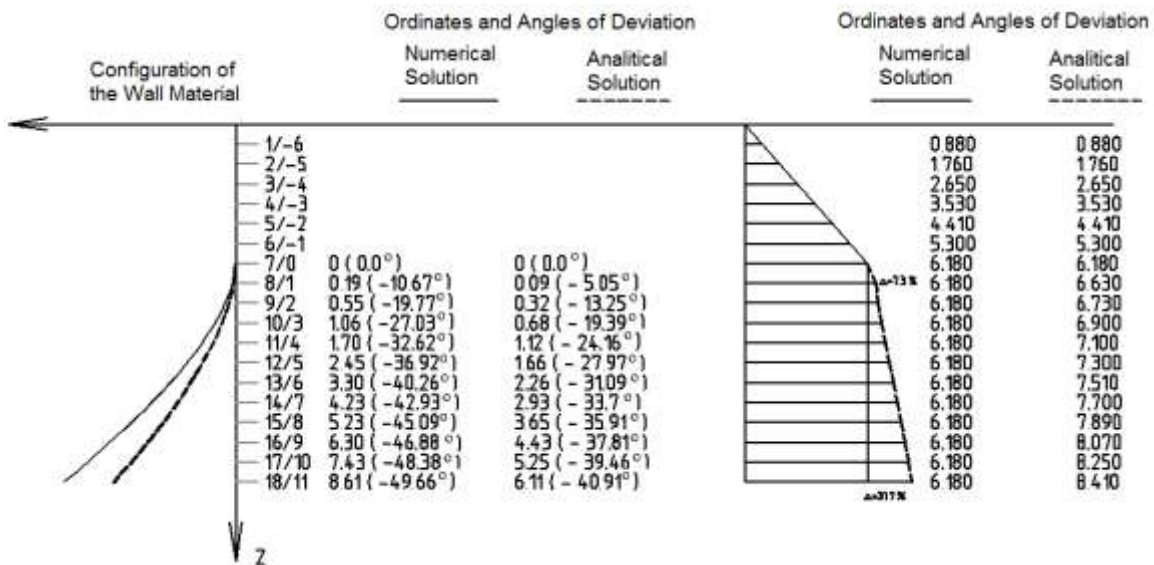 Ordinates and Angles of Deviation Ordinates and Angles of Deviation
Configuration of the Wall Material Numerical Solution Analitical Solution Numerical Solution Analitical Solution
1/-6 0.880 0.880
2/-5 1.760 1.760
3/-4 2.650 2.650
4/-3 3.530 3.530
5/-2 4.410 4.410
6/-1 5.300 5.300
7/0 0 ( 0.0°) 0 ( 0.0°) 6.180 6.180
8/1 0.19 ( -10.67°) 0.09 ( - 5.05°) Δ=7.3% 6.180 6.630
9/2 0.55 ( -19.77°) 0.32 ( - 13.25°) 6.180 6.730
10/3 1.06 ( -27.03°) 0.68 ( - 19.39°) 6.180 6.900
11/4 1.70 ( -32.62°) 1.12 ( - 24.16°) 6.180 7.100
12/5 2.45 ( -36.92°) 1.66 ( - 27.97°) 6.180 7.300
13/6 3.30 ( -40.26°) 2.26 ( - 31.09°) 6.180 7.510
14/7 4.23 ( -42.93°) 2.93 ( - 33.7°) 6.180 7.700
15/8 5.23 ( -45.09°) 3.65 ( - 35.91°) 6.180 7.890
16/9 6.30 ( -46.88°) 4.43 ( - 37.81°) 6.180 8.070
17/10 7.43 ( -48.38°) 5.25 ( - 39.46°) 6.180 8.250
18/11 8.61 ( -49.66°) 6.11 ( - 40.91°) 6.180 8.410
Z